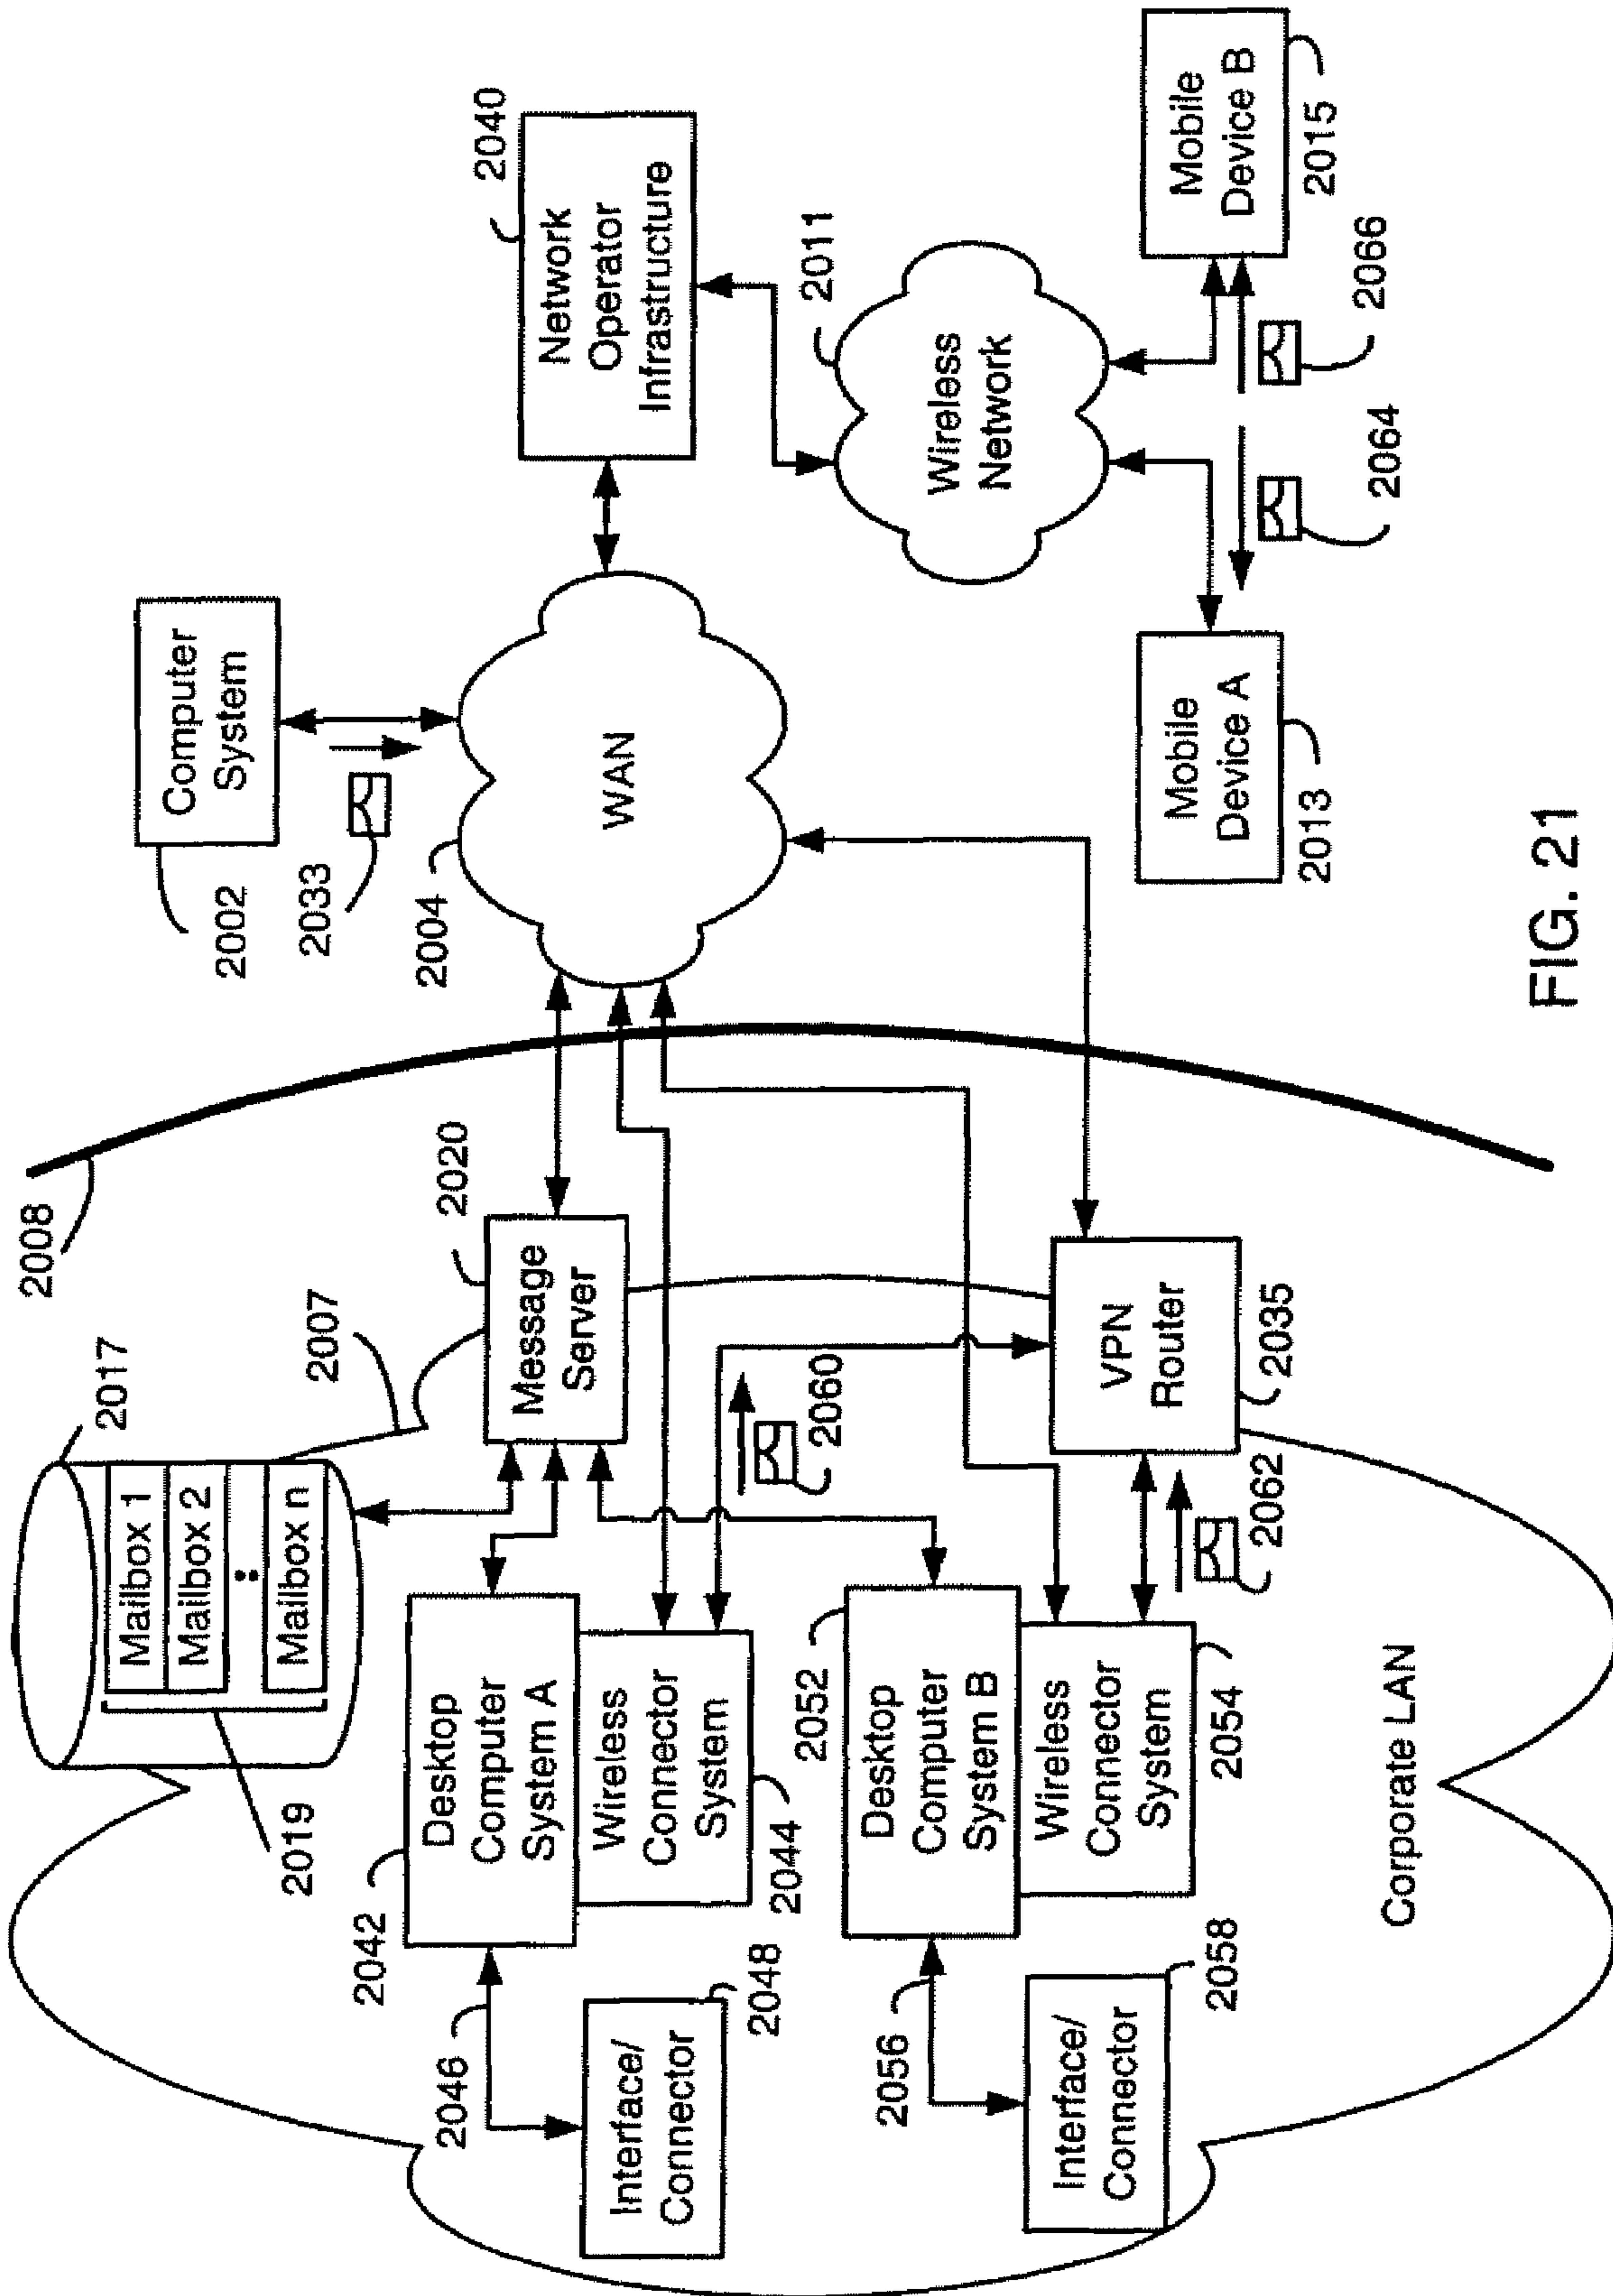 2017
Mailbox 1
Mailbox 2
Mailbox n
2019
2007
2008
2002
Computer
System
2033
2004
WAN
2040
Network
Operator
Infrastructure
2042
Desktop
Computer
System A
Wireless
Connector
System
2044
2046
Interface/
Connector
2048
2020
Message
Server
2060
2011
Wireless
Network
2052
Desktop
Computer
System B
Wireless
Connector
System
2054
2056
Interface/
Connector
2058
VPN
Router
2035
2062
Mobile
Device A
2013
2064
2066
Mobile
Device B
2015
Corporate LAN
FIG. 21